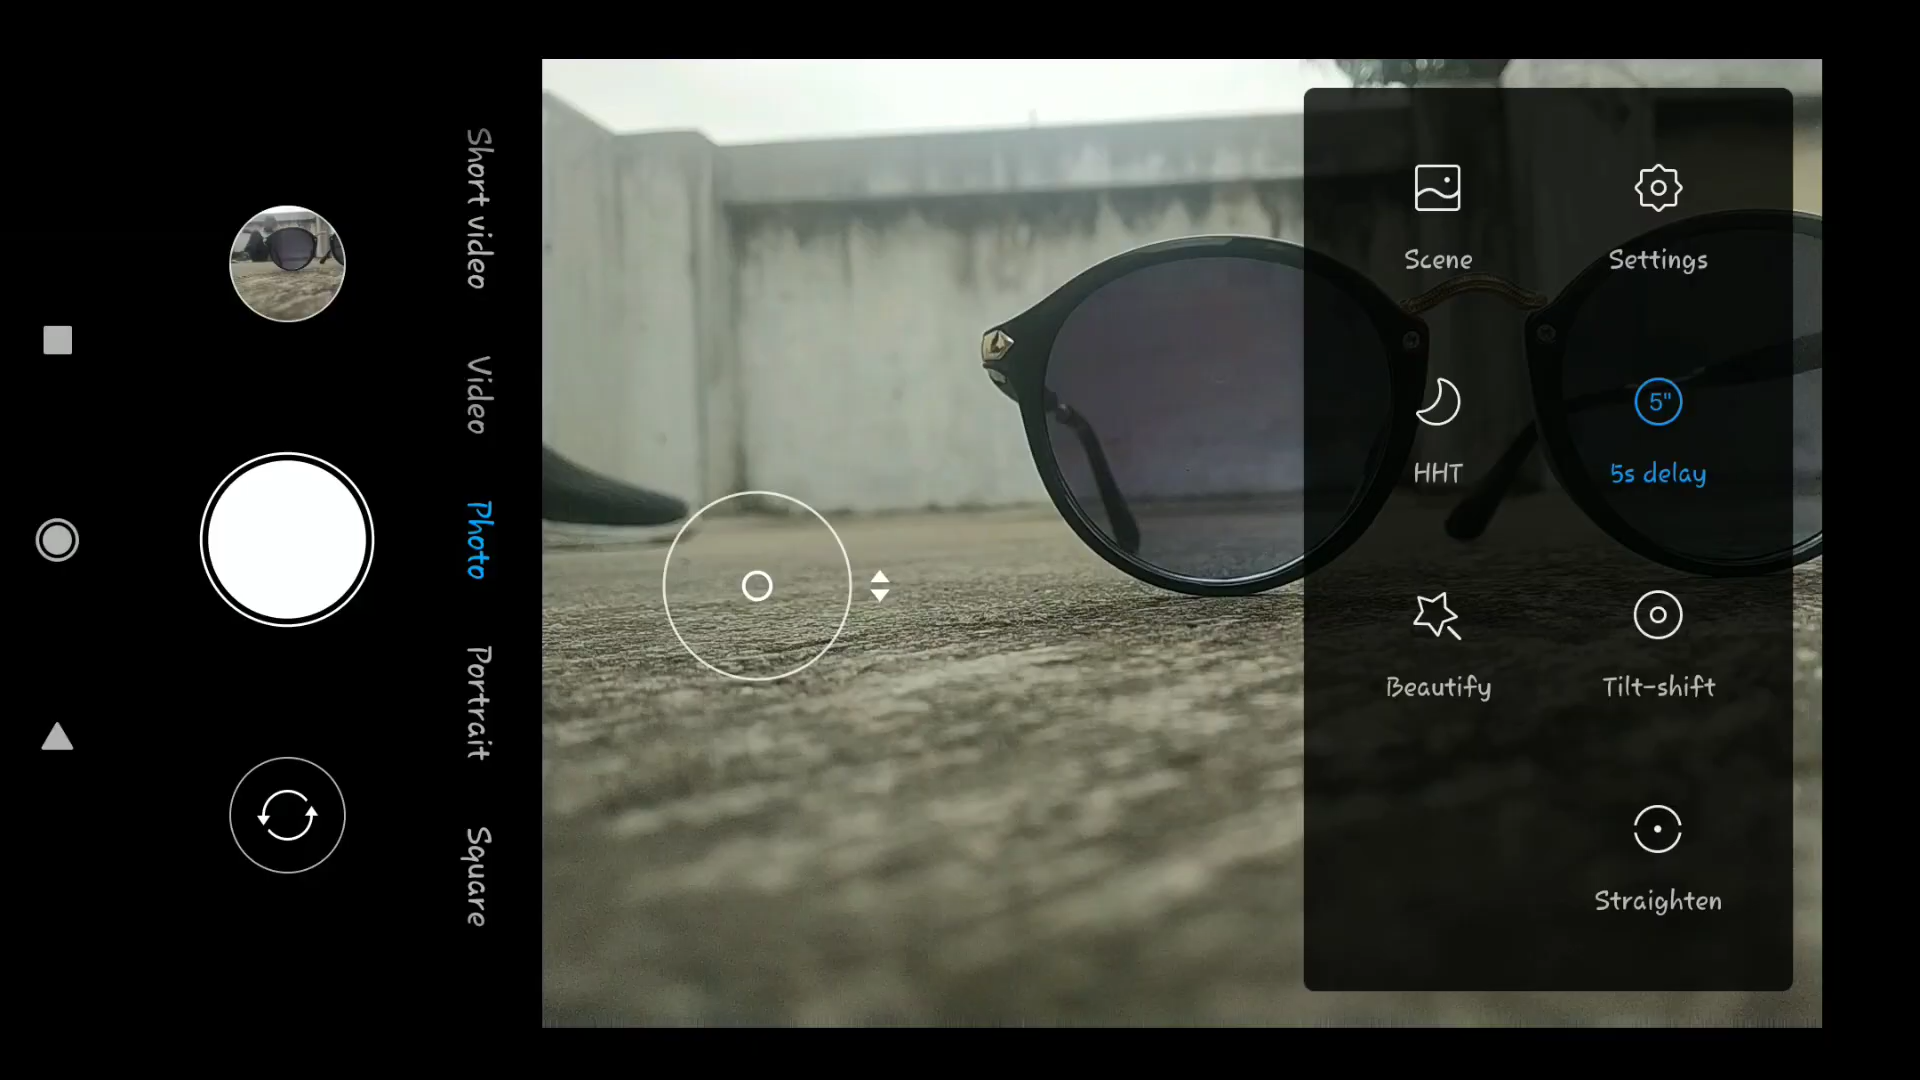 Short video
Video
Photo
Portrait
Square
Scene
Settings
HHT
5"
5s delay
Beautify
Tilt-shift
Straighten